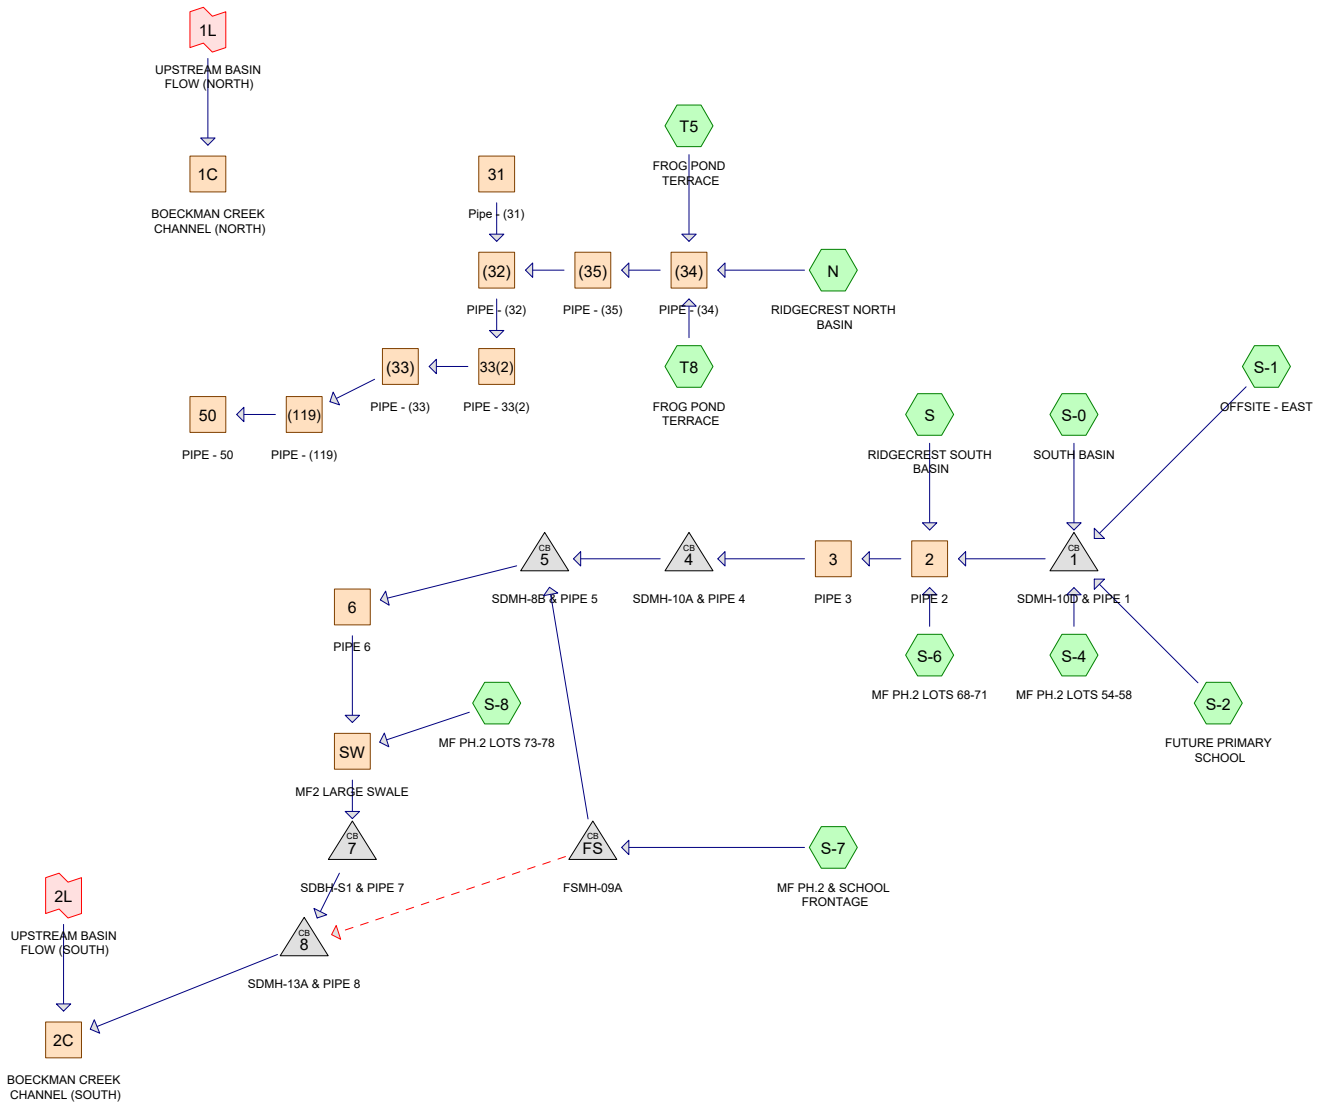 1L
UPSTREAM BASIN
FLOW (NORTH)
1C
BOECKMAN CREEK
CHANNEL (NORTH)
T5
FROG POND
TERRACE
31
Pipe - (31)
(32)
PIPE - (32)
(35)
PIPE - (35)
(34)
PIPE - (34)
N
RIDGECREST NORTH
BASIN
(33)
PIPE - (33)
33(2)
PIPE - 33(2)
T8
FROG POND
TERRACE
S-1
OFFSITE - EAST
50
PIPE - 50
(119)
PIPE - (119)
S
RIDGECREST SOUTH
BASIN
S-0
SOUTH BASIN
CB
5
SDMH-8B & PIPE 5
CB
4
SDMH-10A & PIPE 4
3
PIPE 3
2
PIPE 2
CB
1
SDMH-10D & PIPE 1
6
PIPE 6
S-6
MF PH.2 LOTS 68-71
S-4
MF PH.2 LOTS 54-58
S-8
MF PH.2 LOTS 73-78
S-2
FUTURE PRIMARY
SCHOOL
SW
MF2 LARGE SWALE
CB
7
SDBH-S1 & PIPE 7
CB
FS
FSMH-09A
S-7
MF PH.2 & SCHOOL
FRONTAGE
2L
UPSTREAM BASIN
FLOW (SOUTH)
CB
8
SDMH-13A & PIPE 8
2C
BOECKMAN CREEK
CHANNEL (SOUTH)